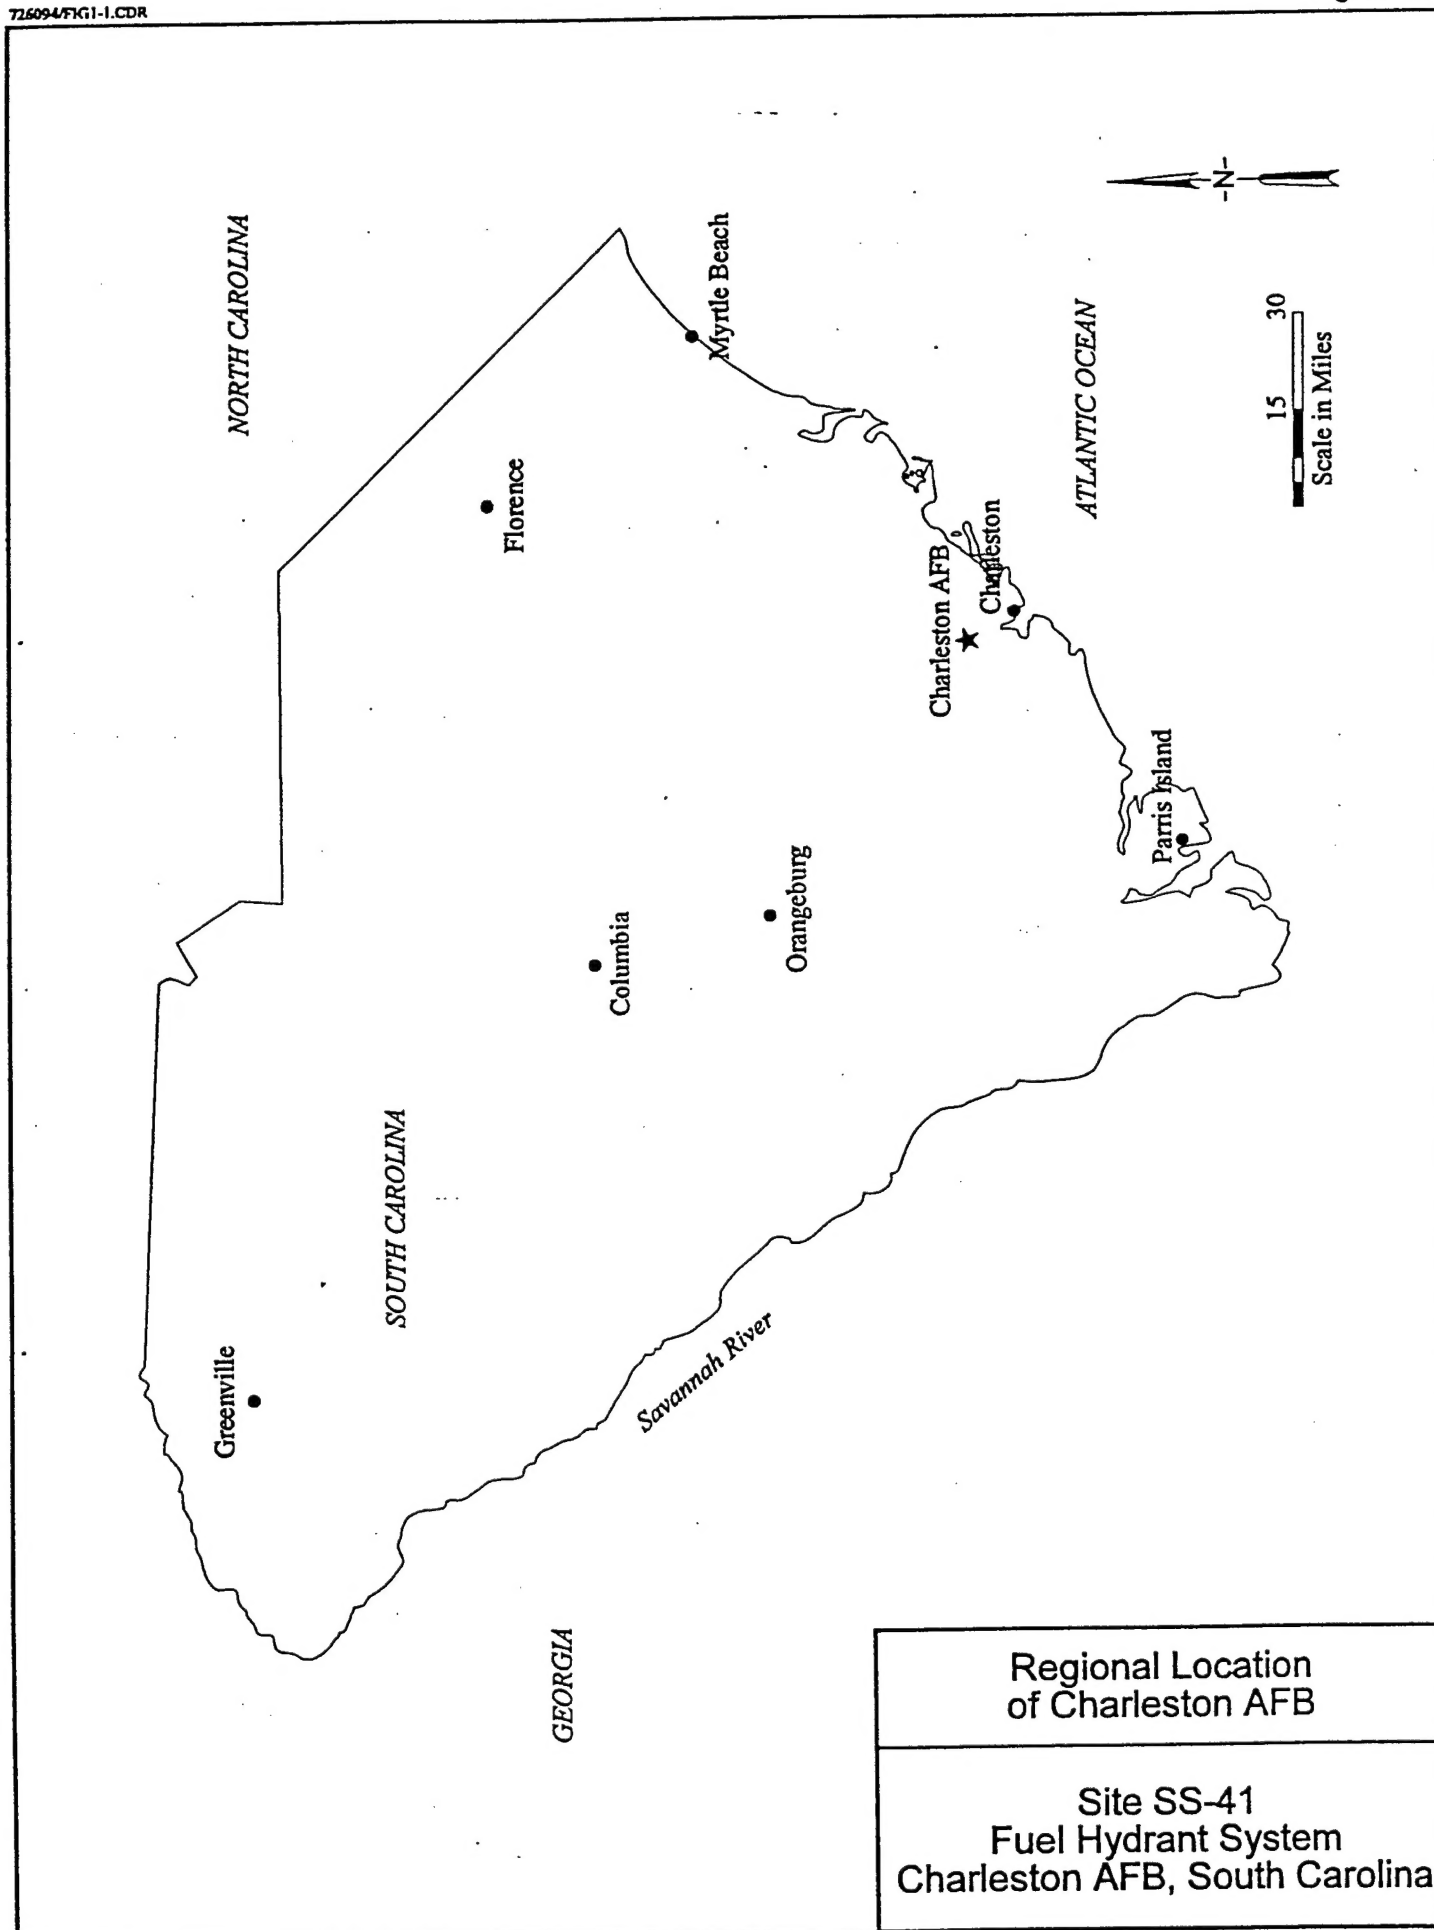 726094/FIG1-1.CDR
NORTH CAROLINA
-N-
Myrtle Beach
Florence
ATLANTIC OCEAN
15 30
Scale in Miles
Charleston AFB
Charleston
Parris Island
Columbia
Orangeburg
SOUTH CAROLINA
Greenville
Savannah River
GEORGIA
Regional Location
of Charleston AFB
Site SS-41
Fuel Hydrant System
Charleston AFB, South Carolina